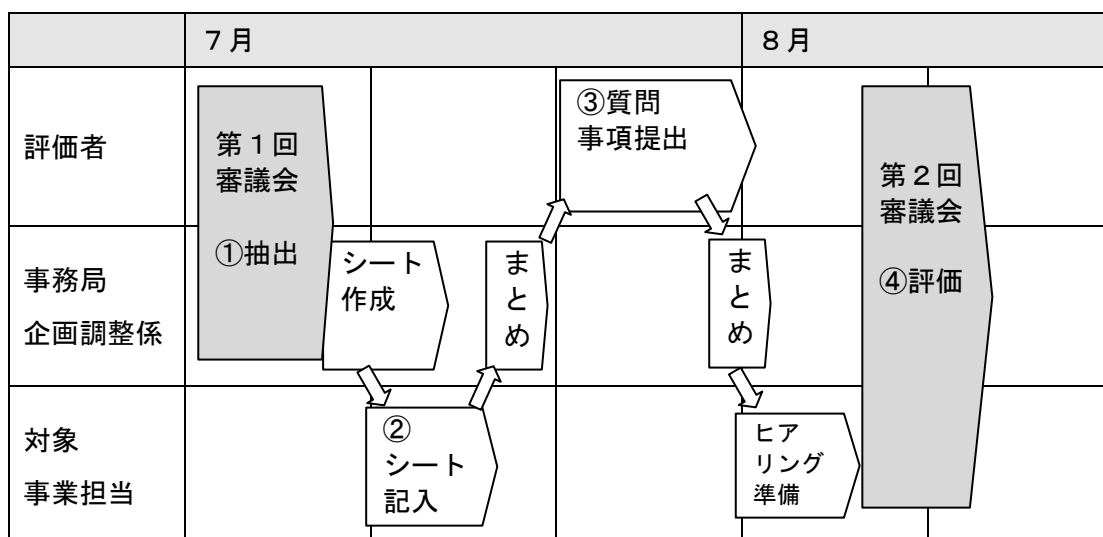 ７月
８月
評価者
第１回
審議会
①抽出
③質問
事項提出
第２回
審議会
④評価
事務局
企画調整係
シート
作成
まとめ
まとめ
対象
事業担当
②
シート
記入
ヒア
リング
準備